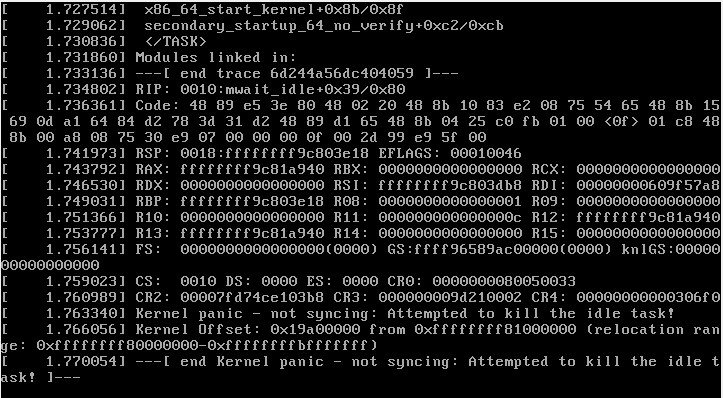 [    1.727514]  x86_64_start_kernel+0x8b/0x8f
[    1.729062]  secondary_startup_64_no_verify+0xc2/0xcb
[    1.730836]  </TASK>
[    1.731860] Modules linked in:
[    1.733136] ---[ end trace 6d244a56dc404059 ]---
[    1.734802] RIP: 0010:mwait_idle+0x39/0x80
[    1.736361] Code: 48 89 e5 3e 80 48 02 20 48 8b 10 83 e2 08 75 54 65 48 8b 15
69 0d a1 64 84 d2 78 3d 31 d2 48 89 d1 65 48 8b 04 25 c0 fb 01 00 <0f> 01 c8 48
8b 00 a8 08 75 30 e9 07 00 00 00 0f 00 2d 99 e9 5f 00
[    1.741973] RSP: 0018:ffffffff9c803e18 EFLAGS: 00010046
[    1.743792] RAX: ffffffff9c81a940 RBX: 0000000000000000 RCX: 0000000000000000
[    1.746530] RDX: 0000000000000000 RSI: ffffffff9c803db8 RDI: 00000000609f57a8
[    1.749031] RBP: ffffffff9c803e18 R08: 0000000000000001 R09: 0000000000000000
[    1.751366] R10: 0000000000000000 R11: 000000000000000c R12: ffffffff9c81a940
[    1.753777] R13: ffffffff9c81a940 R14: 0000000000000000 R15: 0000000000000000
[    1.756141] FS:  0000000000000000(0000) GS:ffff96589ac00000(0000) knlGS:00000
00000000000
[    1.759023] CS:  0010 DS: 0000 ES: 0000 CR0: 0000000080050033
[    1.760989] CR2: 00007fd74ce103b8 CR3: 000000009d210002 CR4: 00000000000306f0
[    1.763340] Kernel panic - not syncing: Attempted to kill the idle task!
[    1.766056] Kernel Offset: 0x19a00000 from 0xffffffff81000000 (relocation ran
ge: 0xffffffff80000000-0xffffffffbfffffff)
[    1.770054] ---[ end Kernel panic - not syncing: Attempted to kill the idle t
ask! ]---